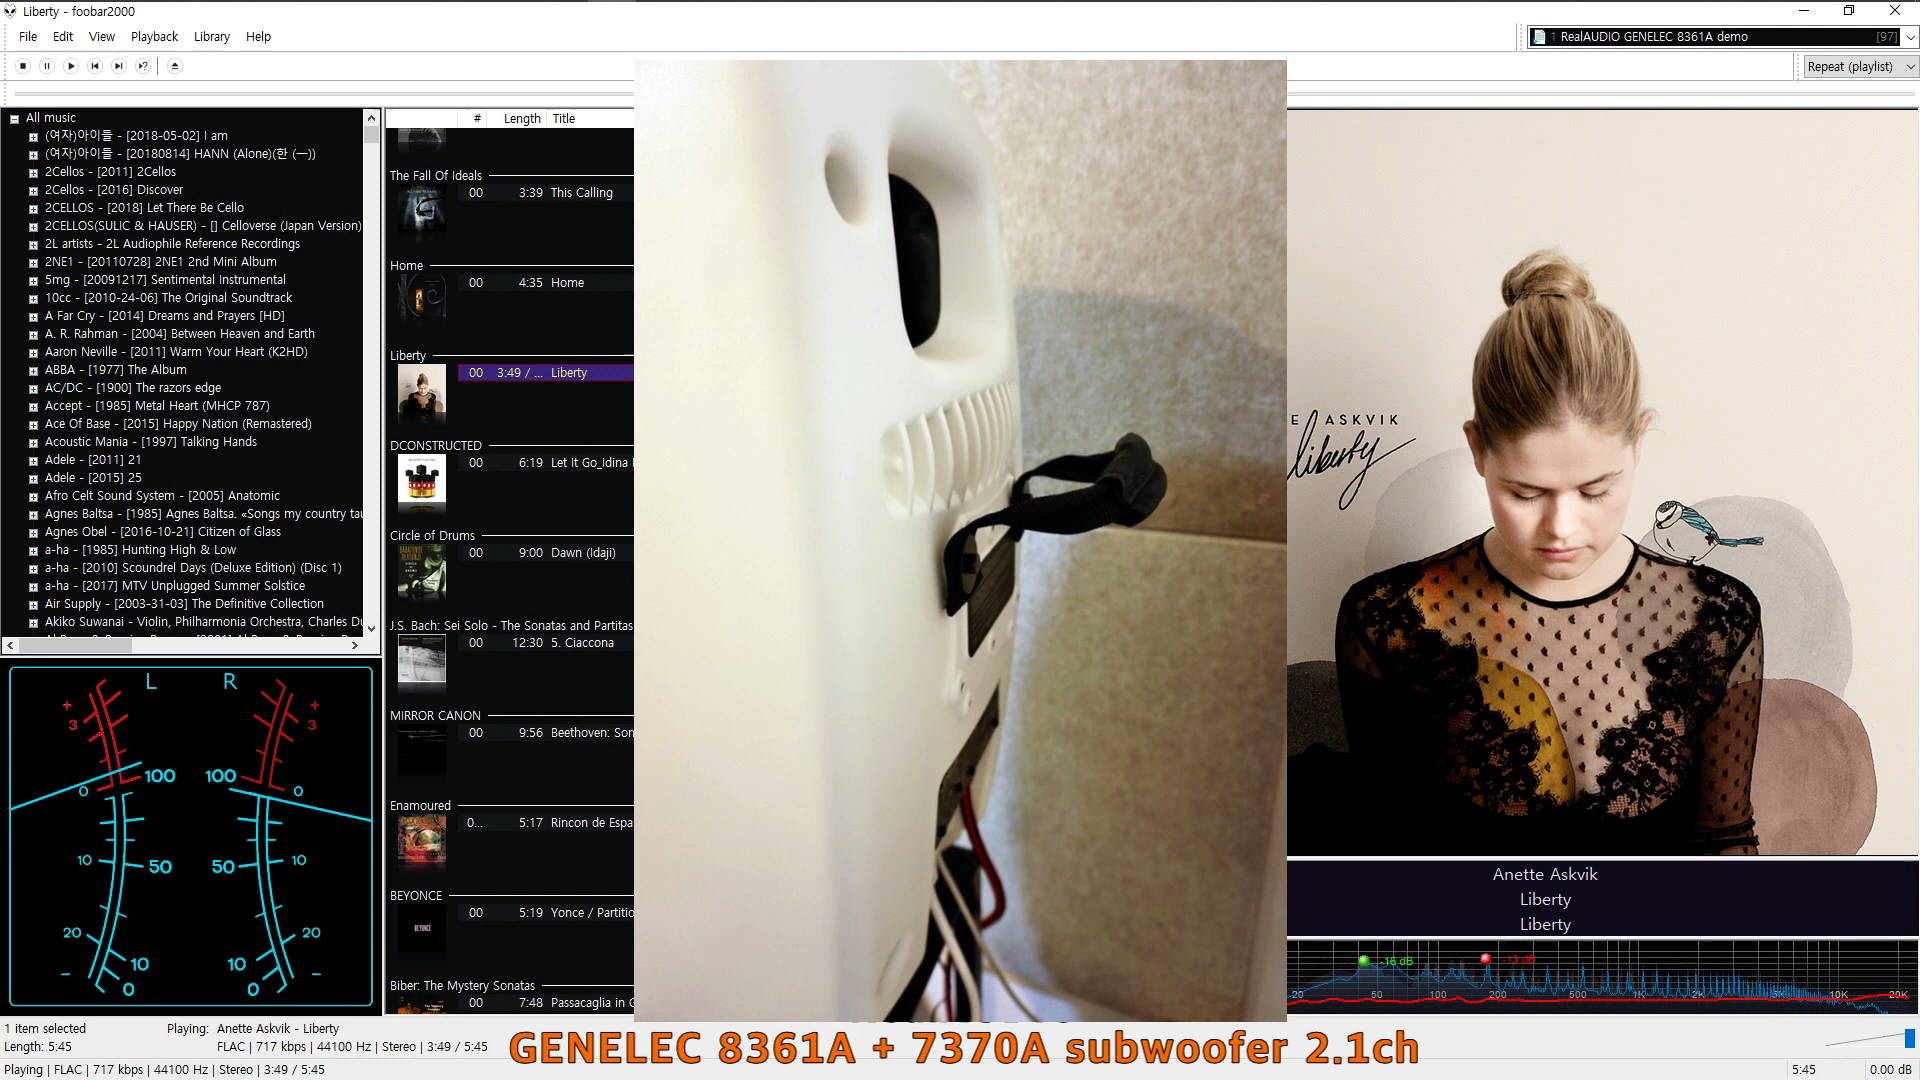 Liberty - foobar2000
File Edit View Playback Library Help
1 RealAUDIO GENELEC 8361A demo [97]
Repeat (playlist)
All music
(여자)아이들 - [2018-05-02] I am
(여자)아이들 - [20180814] HANN (Alone)(한 (一))
2Cellos - [2011] 2Cellos
2Cellos - [2016] Discover
2CELLOS - [2018] Let There Be Cello
2CELLOS(SULIC & HAUSER) - [] Celloverse (Japan Version)
2L artists - 2L Audiophile Reference Recordings
2NE1 - [20110728] 2NE1 2nd Mini Album
5mg - [20091217] Sentimental Instrumental
10cc - [2010-24-06] The Original Soundtrack
A Far Cry - [2014] Dreams and Prayers [HD]
A. R. Rahman - [2004] Between Heaven and Earth
Aaron Neville - [2011] Warm Your Heart (K2HD)
ABBA - [1977] The Album
AC/DC - [1900] The razors edge
Accept - [1985] Metal Heart (MHCP 787)
Ace Of Base - [2015] Happy Nation (Remastered)
Acoustic Mania - [1997] Talking Hands
Adele - [2011] 21
Adele - [2015] 25
Afro Celt Sound System - [2005] Anatomic
Agnes Baltsa - [1985] Agnes Baltsa. «Songs my country tau
Agnes Obel - [2016-10-21] Citizen of Glass
a-ha - [1985] Hunting High & Low
a-ha - [2010] Scoundrel Days (Deluxe Edition) (Disc 1)
a-ha - [2017] MTV Unplugged Summer Solstice
Air Supply - [2003-31-03] The Definitive Collection
Akiko Suwanai - Violin, Philharmonia Orchestra, Charles Du
# Length Title
The Fall Of Ideals
00 3:39 This Calling
Home
00 4:35 Home
Liberty
00 3:49 / ... Liberty
DCONSTRUCTED
00 6:19 Let It Go_Idina
Circle of Drums
00 9:00 Dawn (Idaji)
J.S. Bach: Sei Solo - The Sonatas and Partitas
00 12:30 5. Ciaccona
MIRROR CANON
00 9:56 Beethoven: Son
Enamoured
0... 5:17 Rincon de Espa
BEYONCE
BEYONCÉ
00 5:19 Yonce / Partitio
Biber: The Mystery Sonatas
00 7:48 Passacaglia in G
E ASKVIK
liberty
Anette Askvik
Liberty
Liberty
-16 dB -13 dB
20 50 100 200 500 1K 2K 5K 10K 20K
L R
+ +
3 3
100 100
0 0
10 50 50 10
20 20
10 10
- -
0 0
1 item selected Playing: Anette Askvik - Liberty
Length: 5:45 FLAC | 717 kbps | 44100 Hz | Stereo | 3:49 / 5:45
GENELEC 8361A + 7370A subwoofer 2.1ch
Playing | FLAC | 717 kbps | 44100 Hz | Stereo | 3:49 / 5:45
5:45 0.00 dB